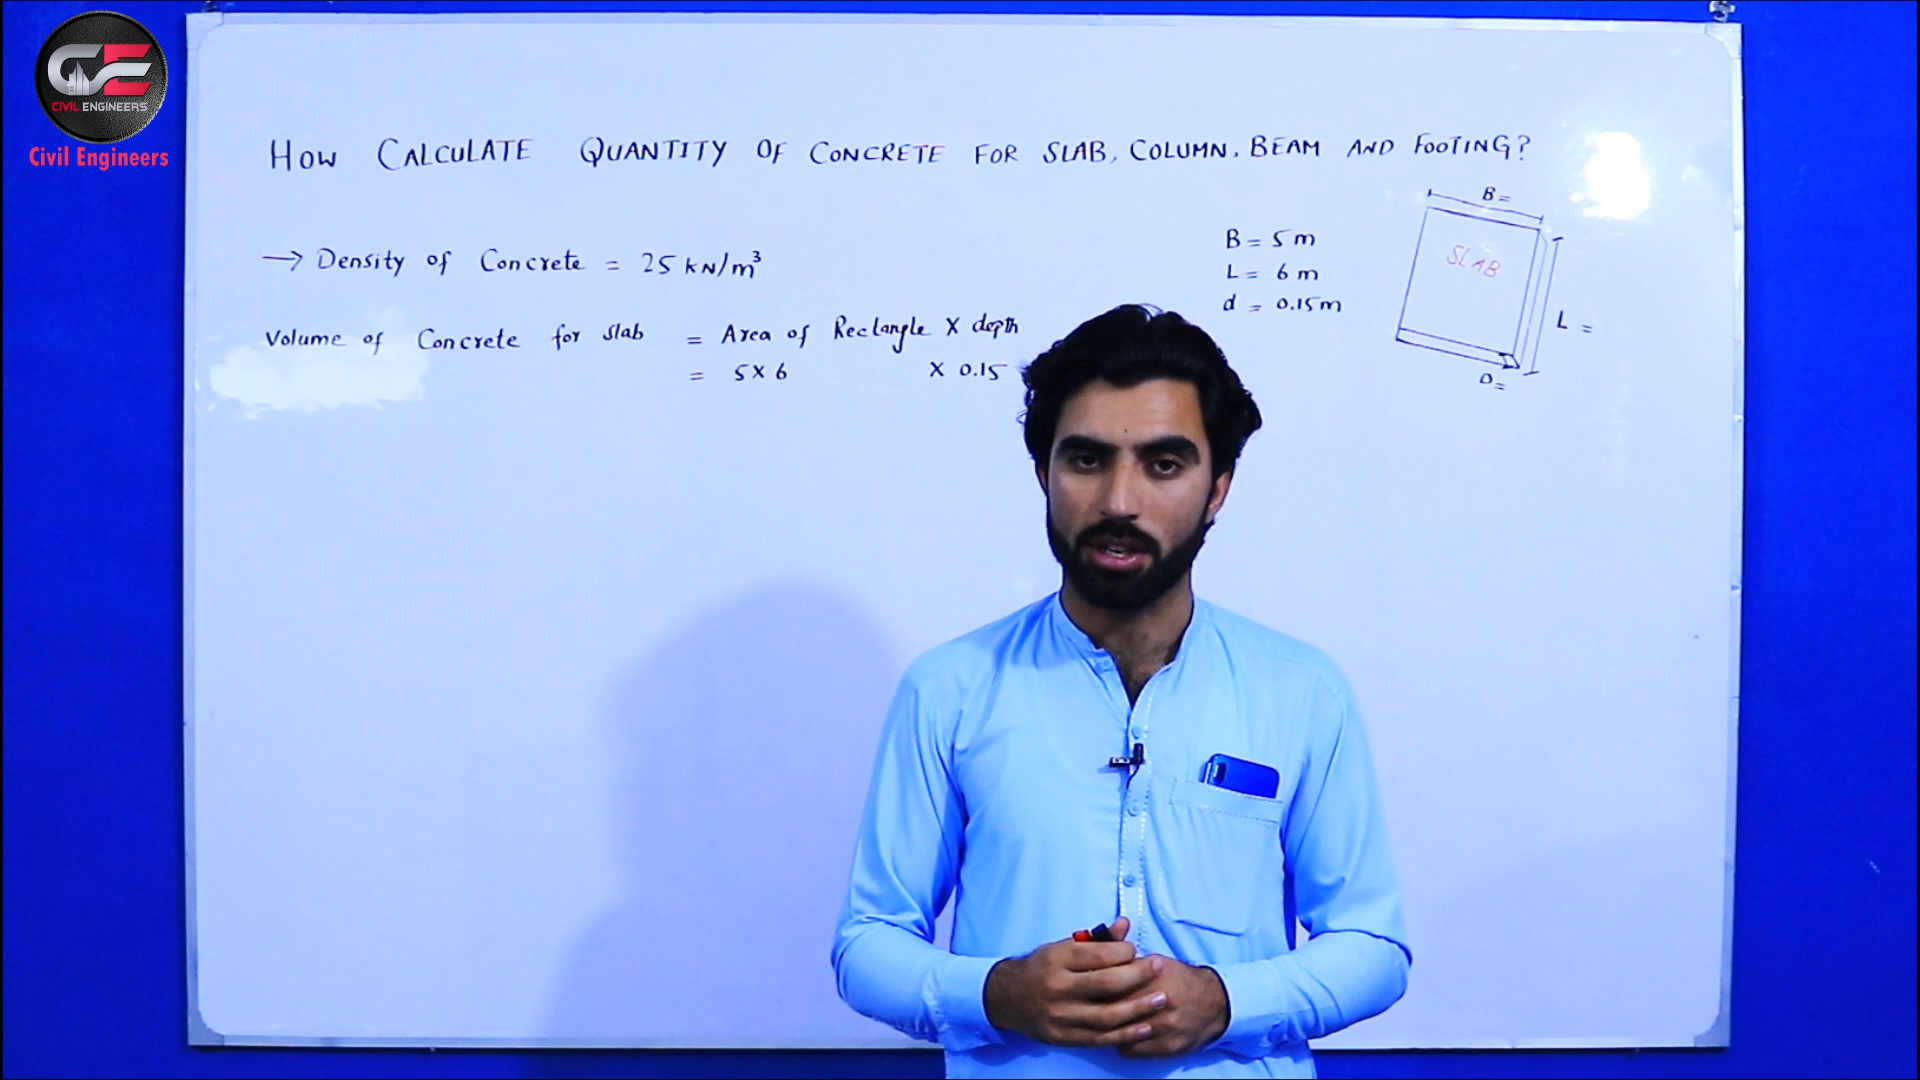 CE
CIVIL ENGINEERS
Civil Engineers
HOW CALCULATE QUANTITY OF CONCRETE FOR SLAB, COLUMN, BEAM AND FOOTING?
→ Density of Concrete = 25 kN/m³
Volume of Concrete for slab = Area of Rectangle X depth
= 5 X 6 X 0.15
B = 5 m
L = 6 m
d = 0.15 m
B =
SLAB
L =
D =